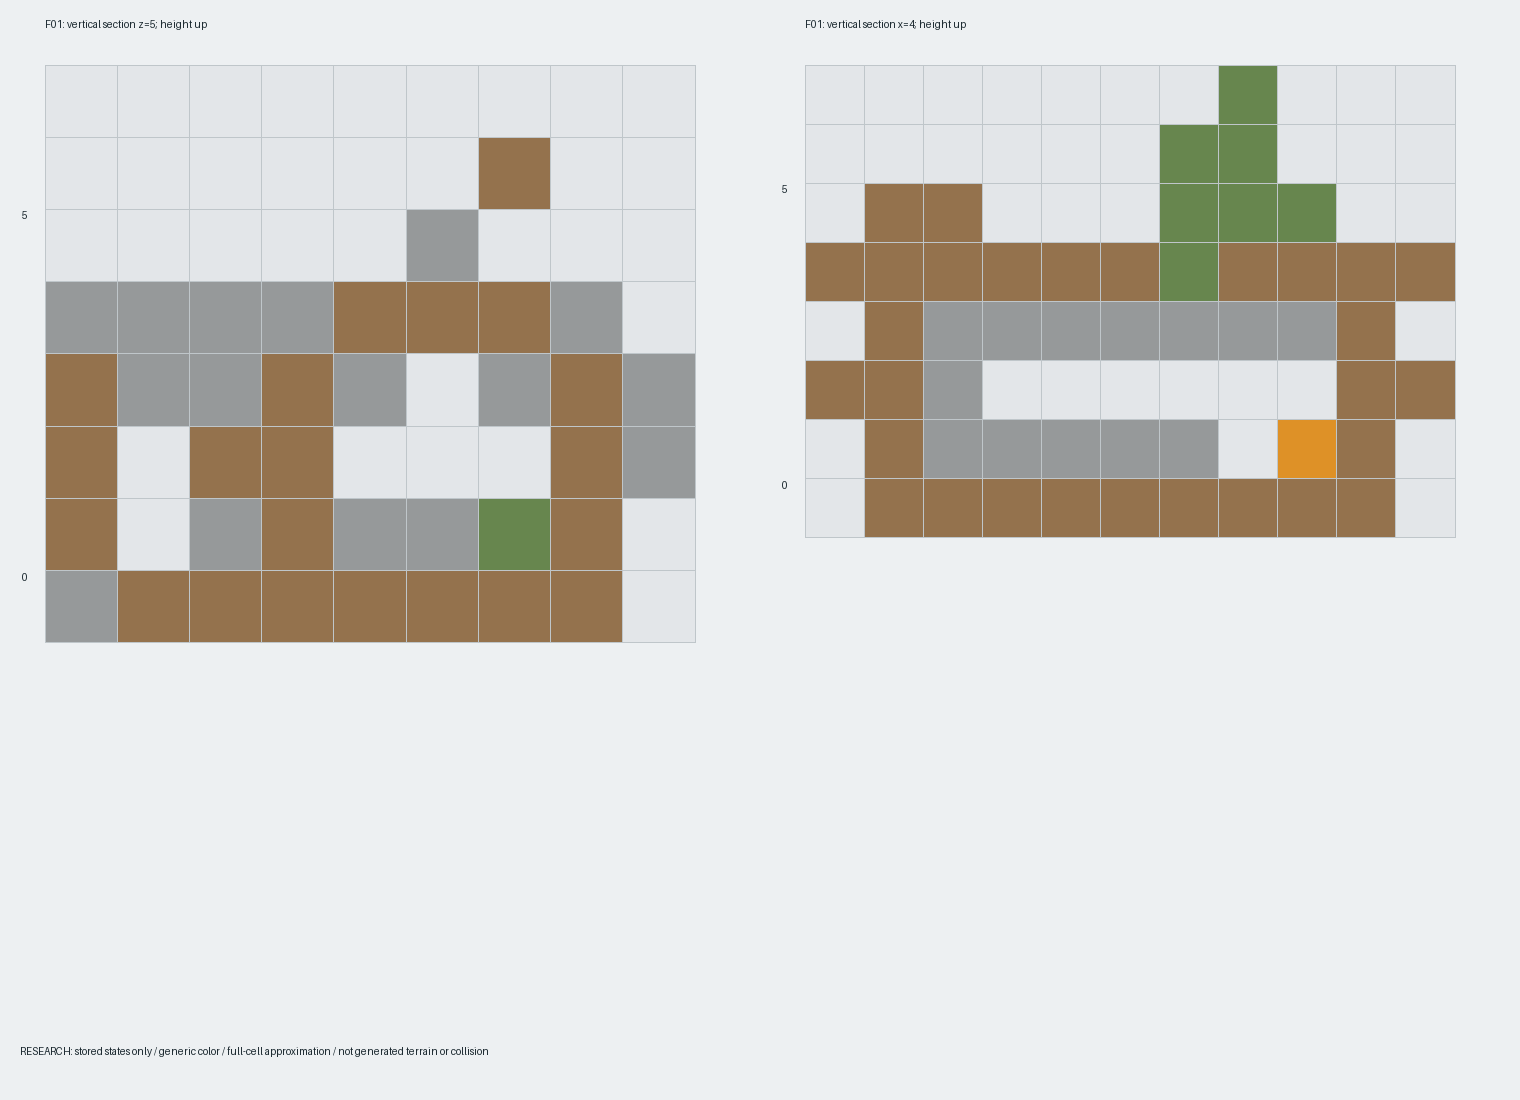 F01: vertical section z=5; height up
F01: vertical section x=4; height up
5
5
0
0
RESEARCH: stored states only / generic color / full-cell approximation / not generated terrain or collision